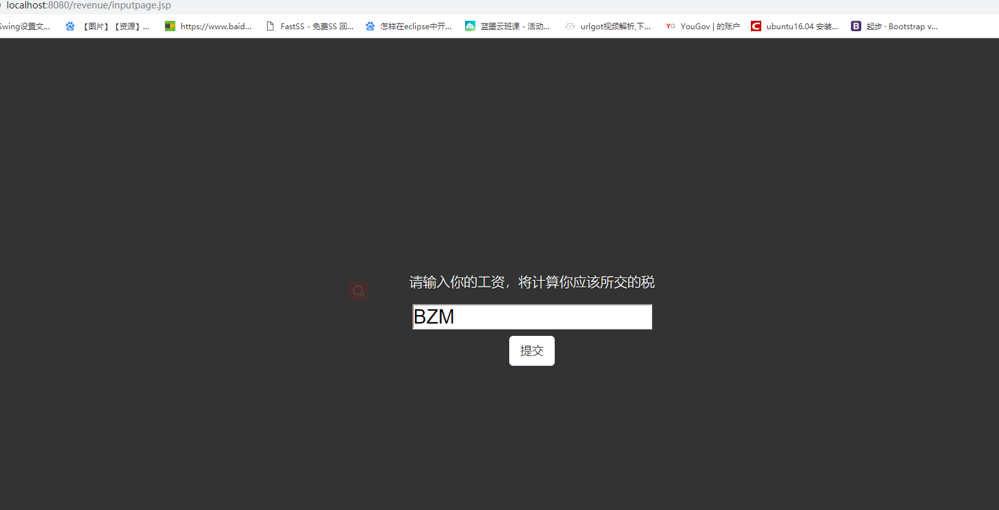 localhost:8080/revenue/inputpage.jsp
Swing设置文... 【图片】【资源】... https://www.baid... FastSS - 免费SS 回... 怎样在eclipse中开... 蓝墨云班课 - 活动... urlgot视频解析,下... YG YouGov | 的账户 ubuntu16.04 安装... B 起步 · Bootstrap v...
请输入你的工资，将计算你应该所交的税
BZM
提交